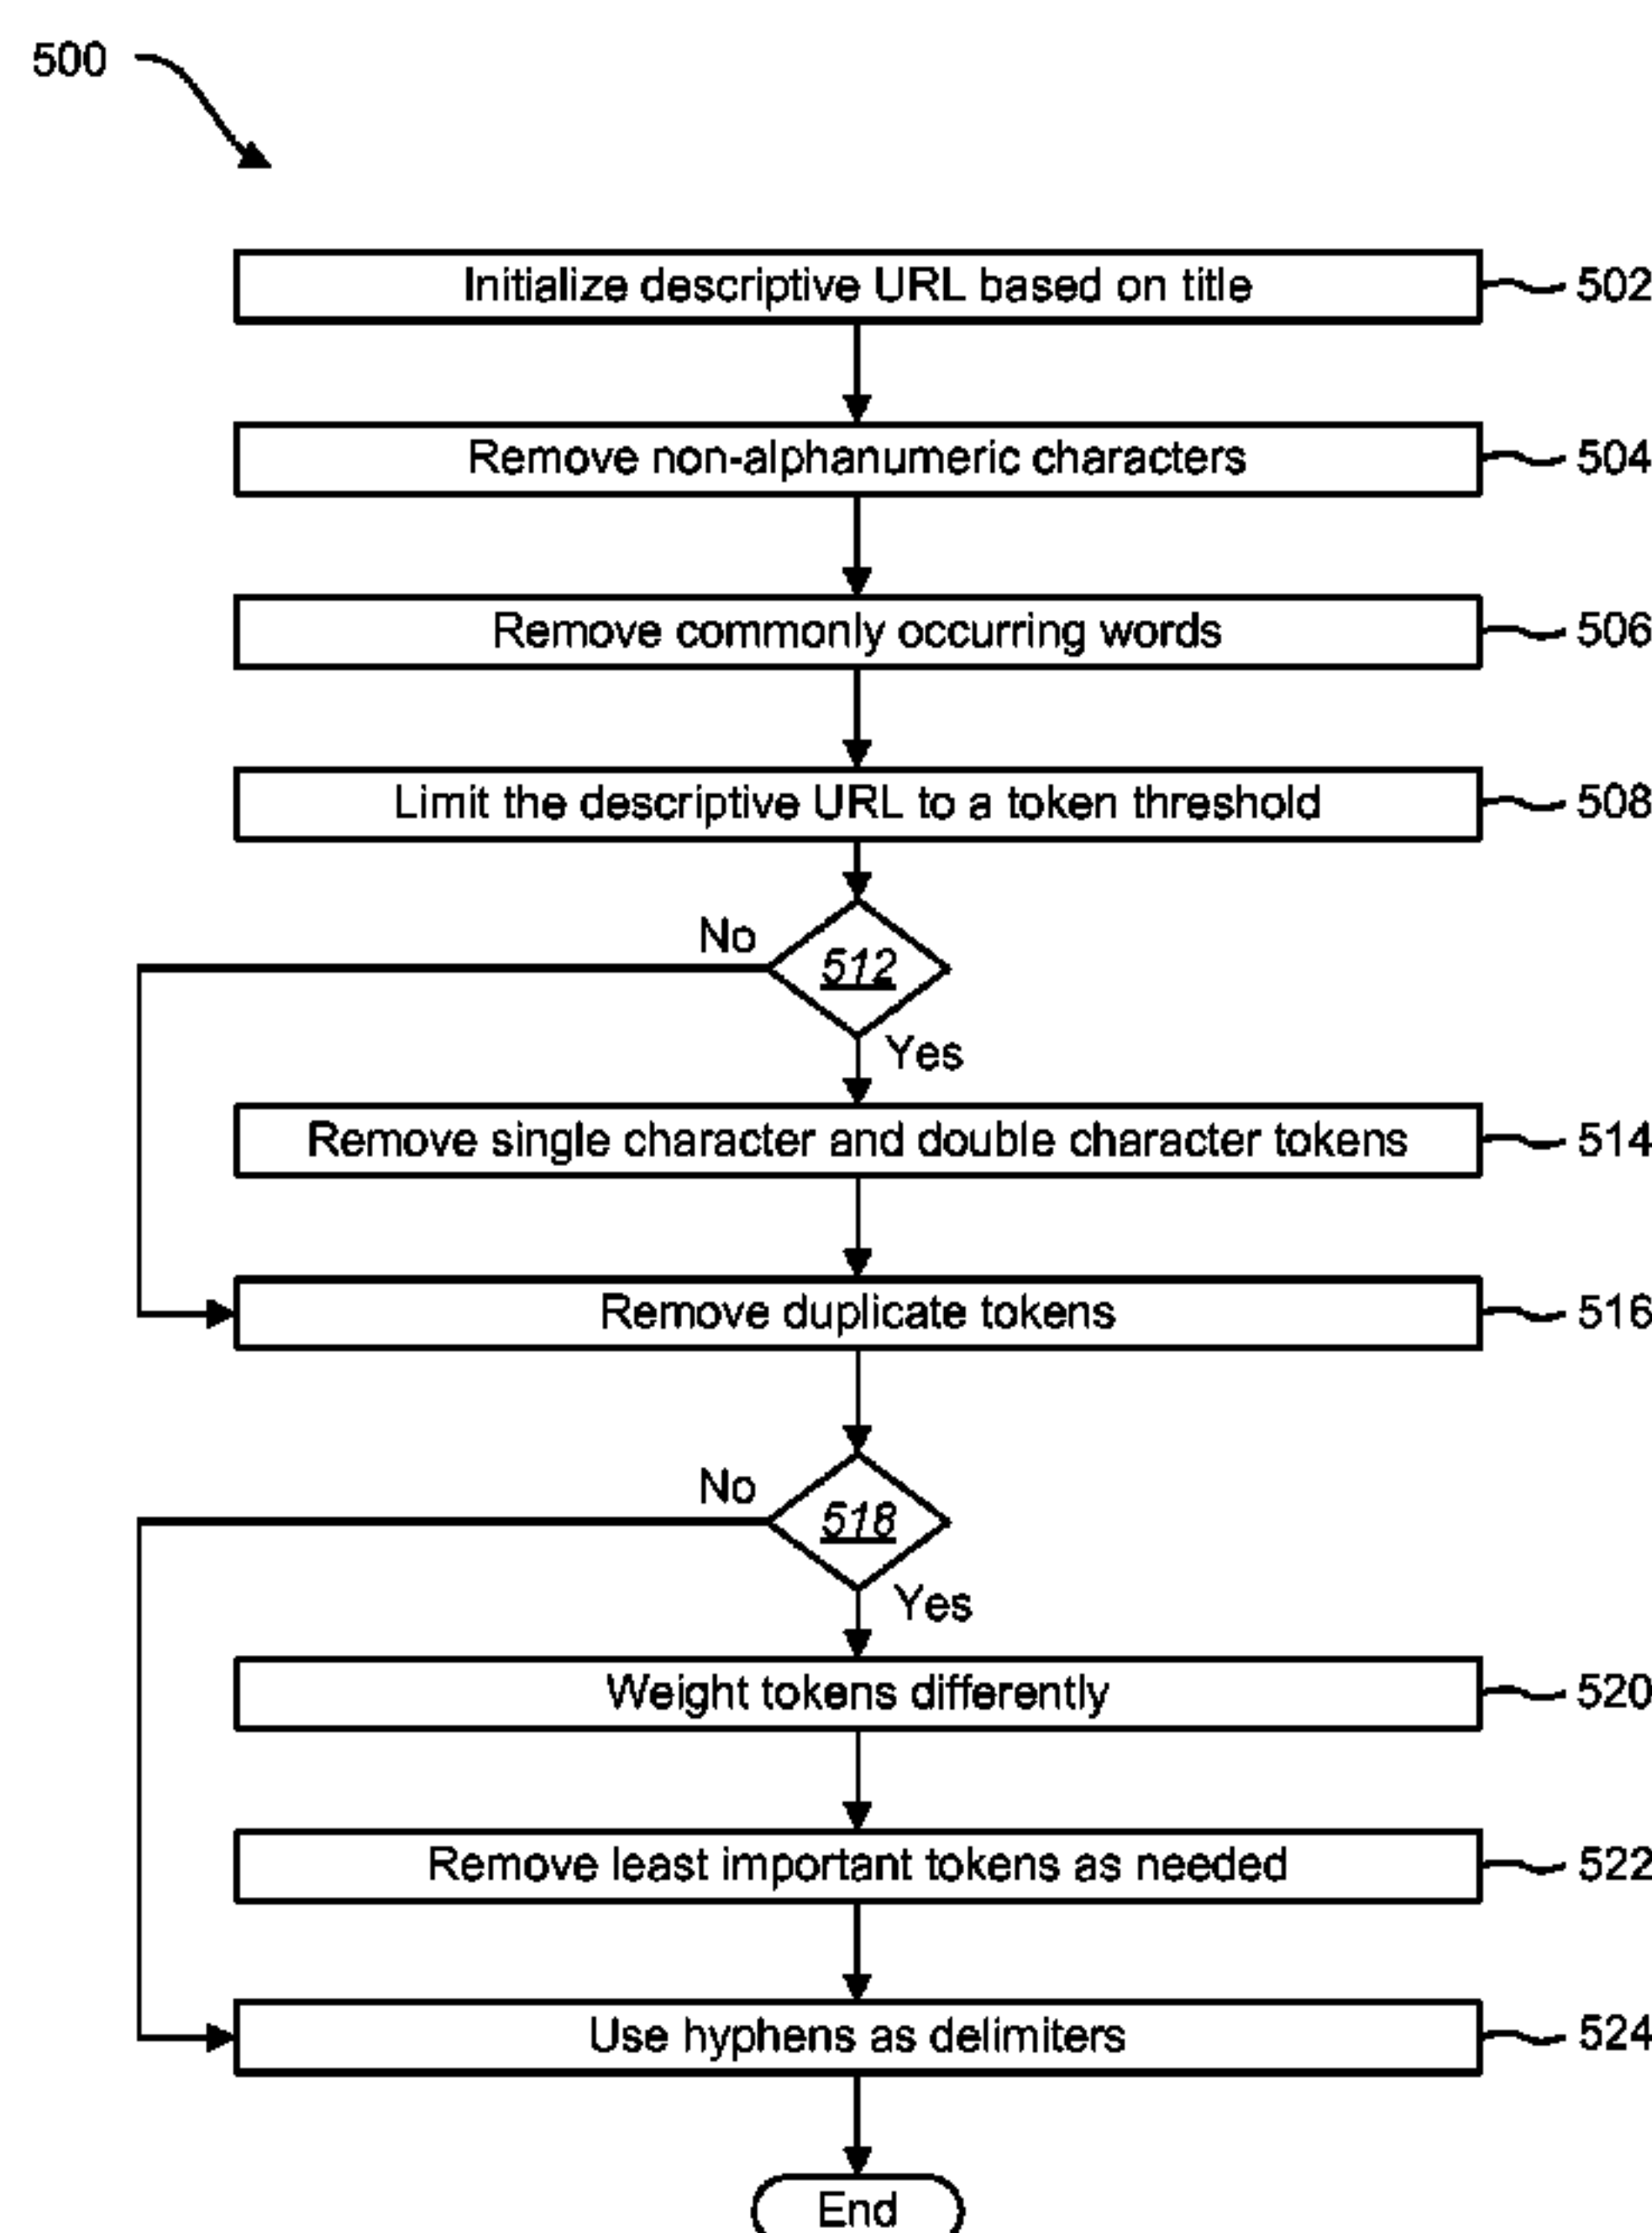 500
Initialize descriptive URL based on title 502
Remove non-alphanumeric characters 504
Remove commonly occurring words 506
Limit the descriptive URL to a token threshold 508
No
512
Yes
Remove single character and double character tokens 514
Remove duplicate tokens 516
No
518
Yes
Weight tokens differently 520
Remove least important tokens as needed 522
Use hyphens as delimiters 524
End